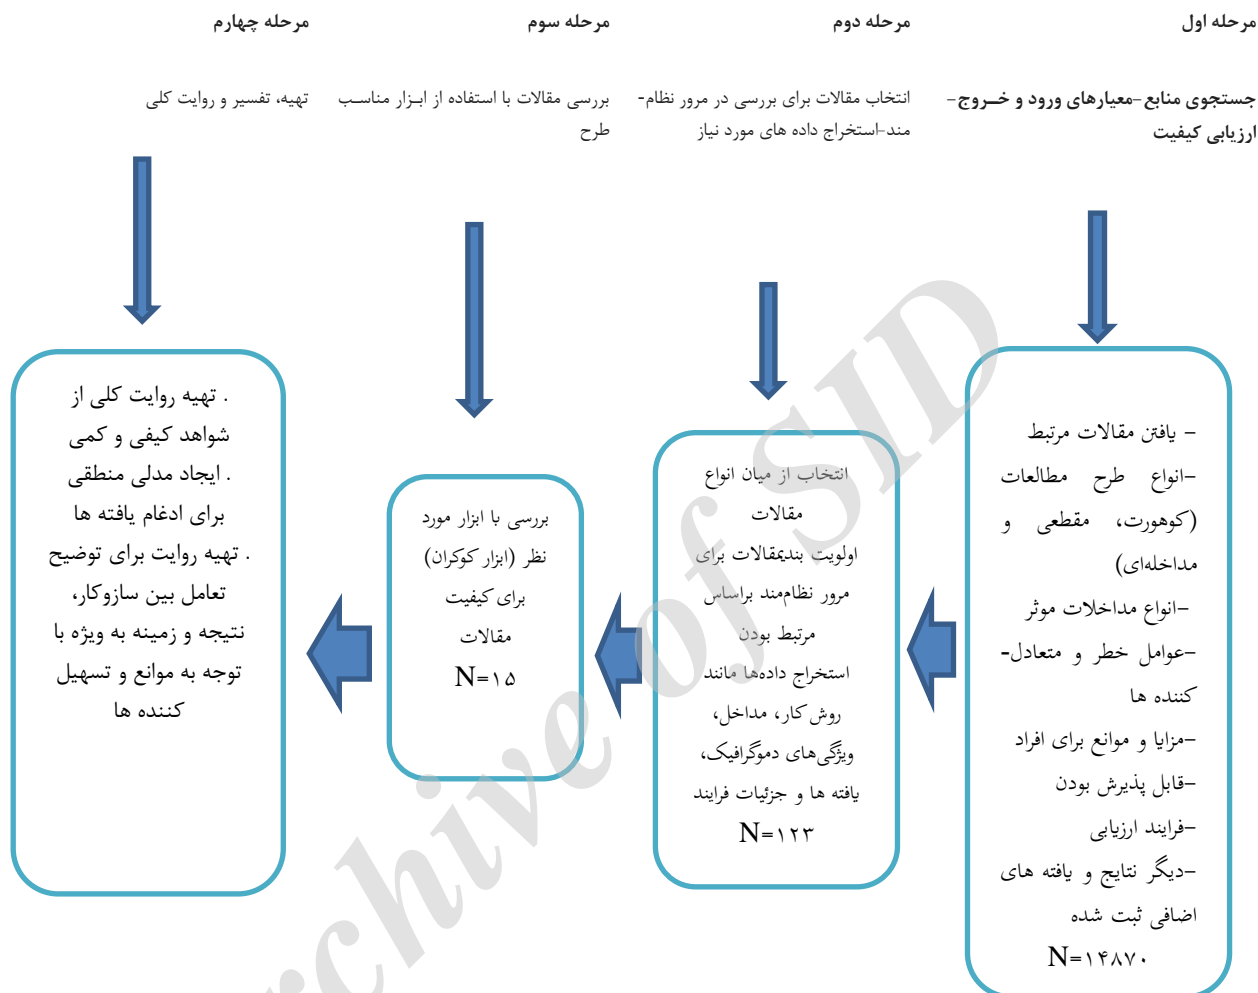 مرحله اول
مرحله دوم
مرحله سوم
مرحله چهارم
جستجوی منابع-معیارهای ورود و خـــروج-
ارزیابی کیفیت
انتخاب مقالات برای بررسی در مرور نظام-
مند-استخراج داده های مورد نیاز
بررسی مقالات با استفاده از ابـزار مناسـب
طرح
تهیه، تفسیر و روایت کلی
- یافتن مقالات مرتبط
-انواع طرح مطالعات
(کوهورت، مقطعی و
مداخله‌ای)
-انواع مداخلات موثر
-عوامل خطر و متعادل-
کننده ها
-مزایا و موانع برای افراد
-قابل پذیرش بودن
-فرایند ارزیابی
-دیگر نتایج و یافته های
اضافی ثبت شده
N=۱۴۸۷۰
انتخاب از میان انواع
مقالات
اولویت بندیمقالات برای
مرور نظام‌مند براساس
مرتبط بودن
استخراج داده‌ها مانند
روش کار، مداخل،
ویژگی‌های دموگرافیک،
یافته ها و جزئیات فرایند
N=۱۲۳
بررسی با ابزار مورد
نظر (ابزار کوکران)
برای کیفیت
مقالات
N=۱۵
. تهیه روایت کلی از
شواهد کیفی و کمی
. ایجاد مدلی منطقی
برای ادغام یافته ها
. تهیه روایت برای توضیح
تعامل بین سازوکار،
نتیجه و زمینه به ویژه با
توجه به موانع و تسهیل
کننده ها
rchive of SID